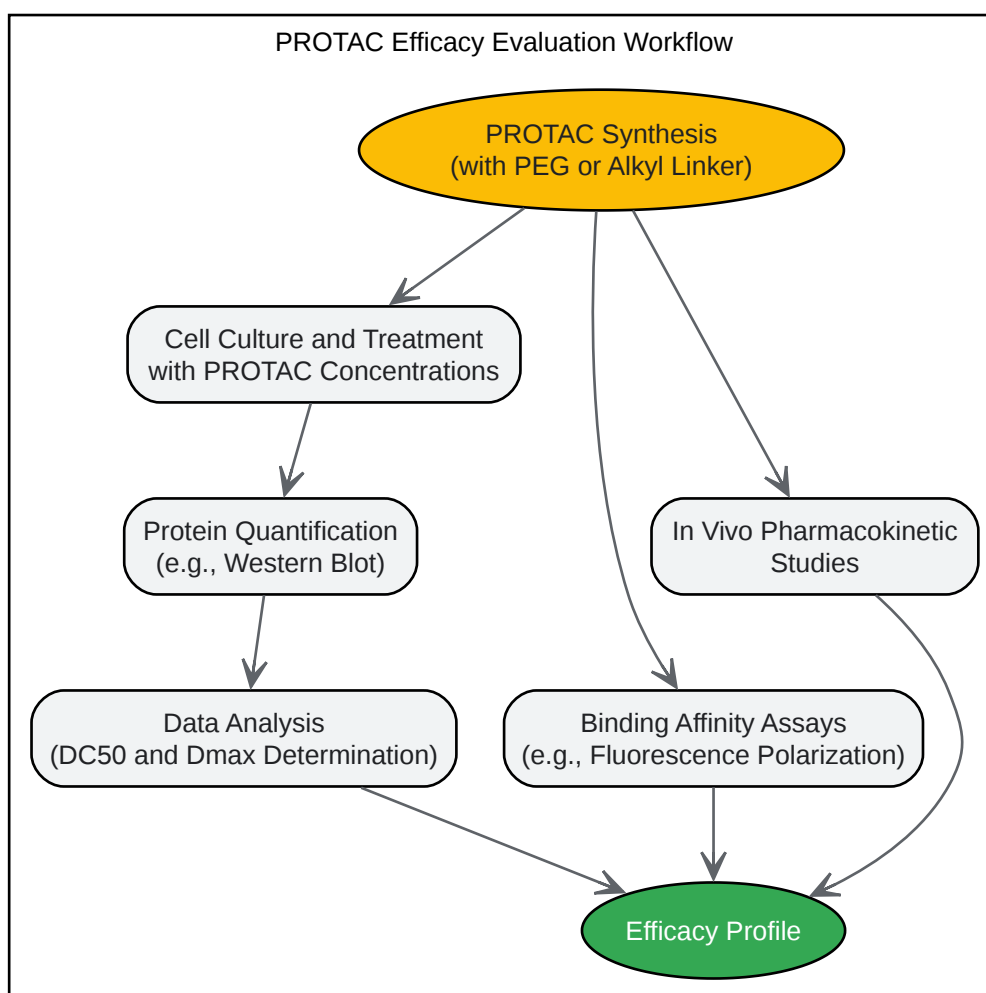 PROTAC Efficacy Evaluation Workflow
PROTAC Synthesis
(with PEG or Alkyl Linker)
Cell Culture and Treatment
with PROTAC Concentrations
Protein Quantification
(e.g., Western Blot)
In Vivo Pharmacokinetic
Studies
Data Analysis
(DC50 and Dmax Determination)
Binding Affinity Assays
(e.g., Fluorescence Polarization)
Efficacy Profile